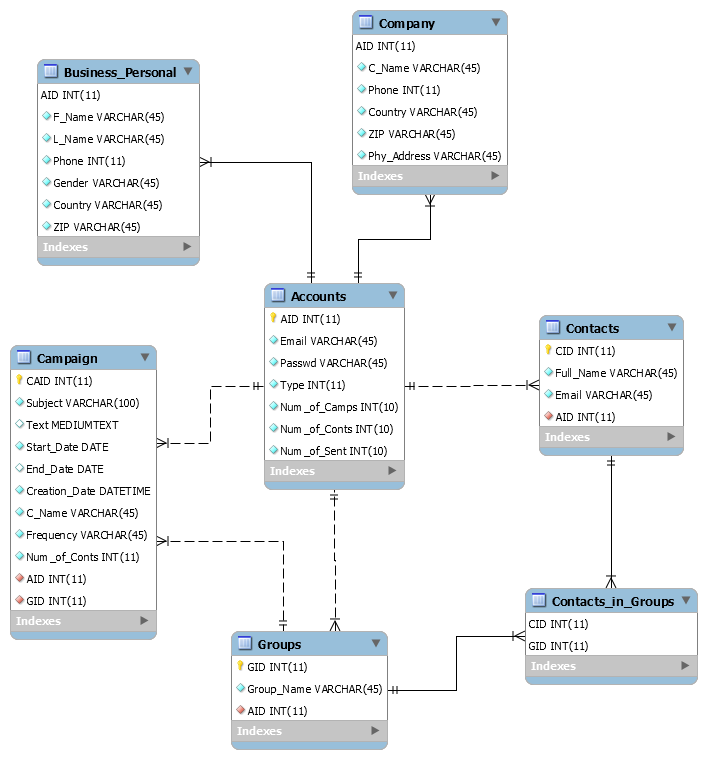 Company
AID INT(11)
C_Name VARCHAR(45)
Phone INT(11)
Country VARCHAR(45)
ZIP VARCHAR(45)
Phy_Address VARCHAR(45)
Indexes
Business_Personal
AID INT(11)
F_Name VARCHAR(45)
L_Name VARCHAR(45)
Phone INT(11)
Gender VARCHAR(45)
Country VARCHAR(45)
ZIP VARCHAR(45)
Indexes
Accounts
AID INT(11)
Email VARCHAR(45)
Passwd VARCHAR(45)
Type INT(11)
Num_of_Camps INT(10)
Num_of_Conts INT(10)
Num_of_Sent INT(10)
Indexes
Contacts
CID INT(11)
Full_Name VARCHAR(45)
Email VARCHAR(45)
AID INT(11)
Indexes
Campaign
CAID INT(11)
Subject VARCHAR(100)
Text MEDIUMTEXT
Start_Date DATE
End_Date DATE
Creation_Date DATETIME
C_Name VARCHAR(45)
Frequency VARCHAR(45)
Num_of_Conts INT(11)
AID INT(11)
GID INT(11)
Indexes
Contacts_in_Groups
CID INT(11)
GID INT(11)
Indexes
Groups
GID INT(11)
Group_Name VARCHAR(45)
AID INT(11)
Indexes